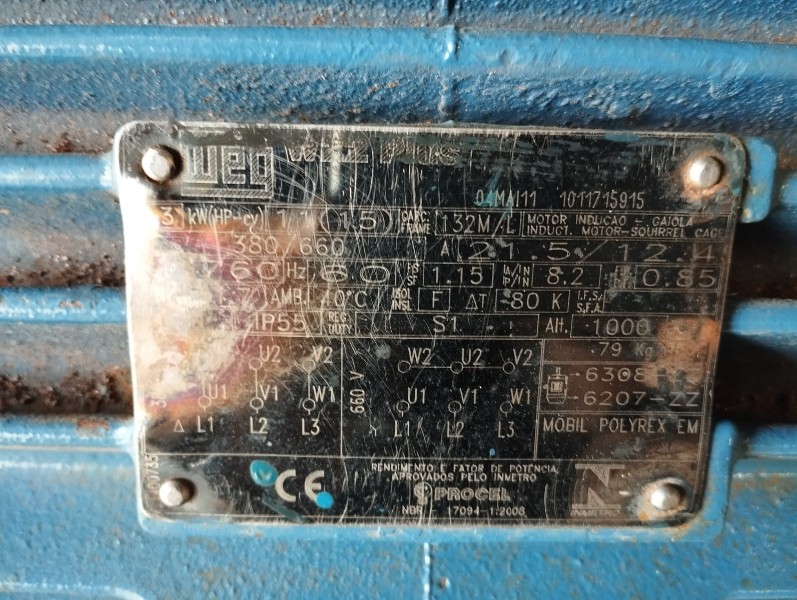 WEG W22 Plus
04MAI11 1011715915
3 kW(HP-cv) 11 (15) CARC. FRAME 132M/L MOTOR INDUÇÃO - GAIOLA
INDUCT. MOTOR-SQUIRREL CAGE
380/660 A 21.5/12.4
60 Hz 60 FS SF 1.15 IA/IN IP/IN 8.2 0.85
AMB. 40°C ISOL INSL F ΔT 80 K I.F.S. S.F.A.
IP55 REG DUTY S1 Alt. 1000
79 Kg
U2 V2 W2 U2 V2
6308-ZZ
660 V
U1 V1 W1 U1 V1 W1
6207-ZZ
Δ L1 L2 L3 Y L1 L2 L3 MOBIL POLYREX EM
RENDIMENTO E FATOR DE POTÊNCIA
APROVADOS PELO INMETRO
CE PROCEL INMETRO
NBR 17094-1:2008